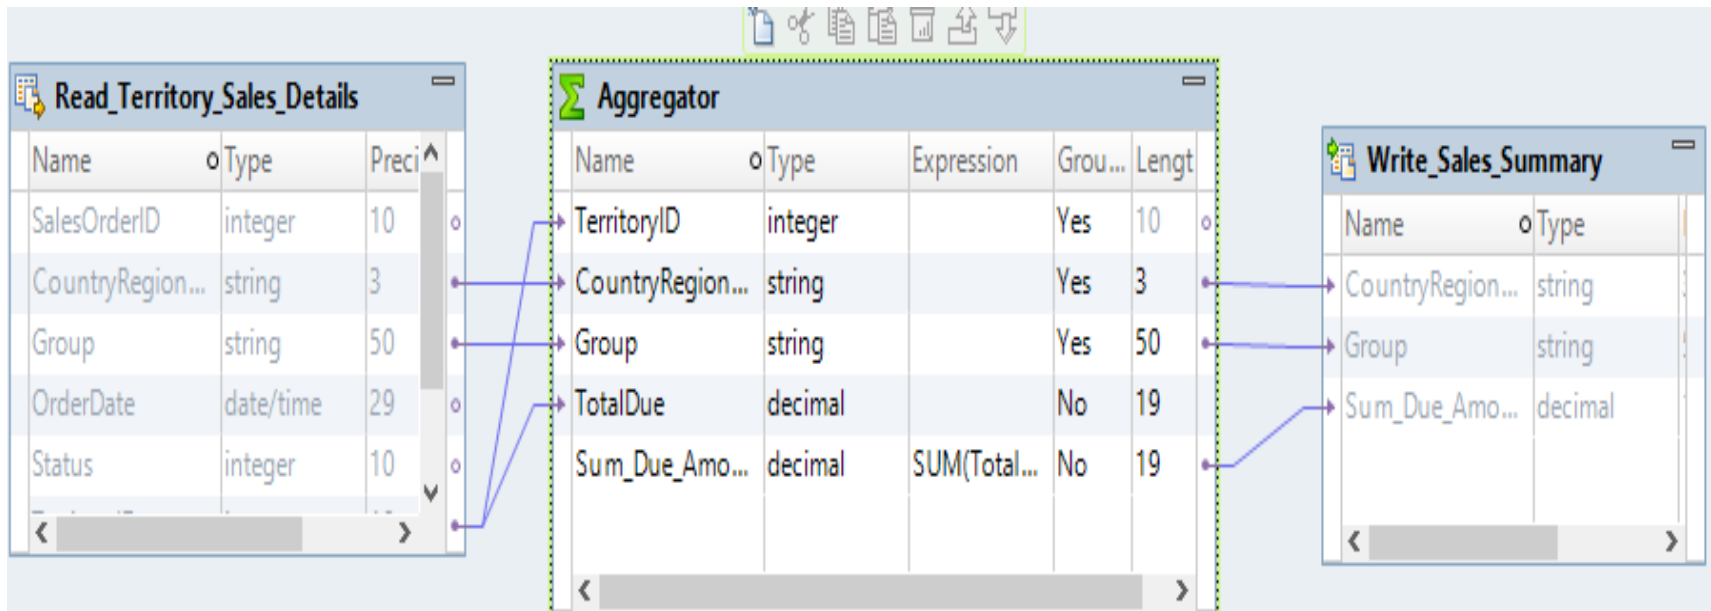 Read_Territory_Sales_Details
Name Type Preci
SalesOrderID integer 10
CountryRegion... string 3
Group string 50
OrderDate date/time 29
Status integer 10
Aggregator
Name Type Expression Grou... Lengt
TerritoryID integer Yes 10
CountryRegion... string Yes 3
Group string Yes 50
TotalDue decimal No 19
Sum_Due_Amo... decimal SUM(Total... No 19
Write_Sales_Summary
Name Type
CountryRegion... string
Group string
Sum_Due_Amo... decimal